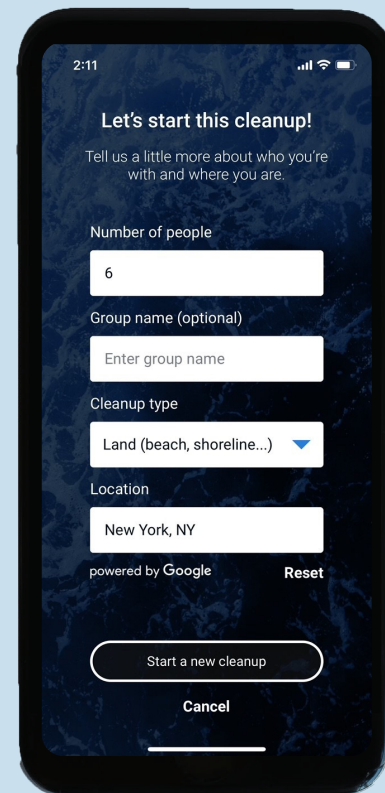 2:11
Let's start this cleanup!
Tell us a little more about who you're
with and where you are.
Number of people
6
Group name (optional)
Enter group name
Cleanup type
Land (beach, shoreline...)
Location
New York, NY
powered by Google Reset
Start a new cleanup
Cancel